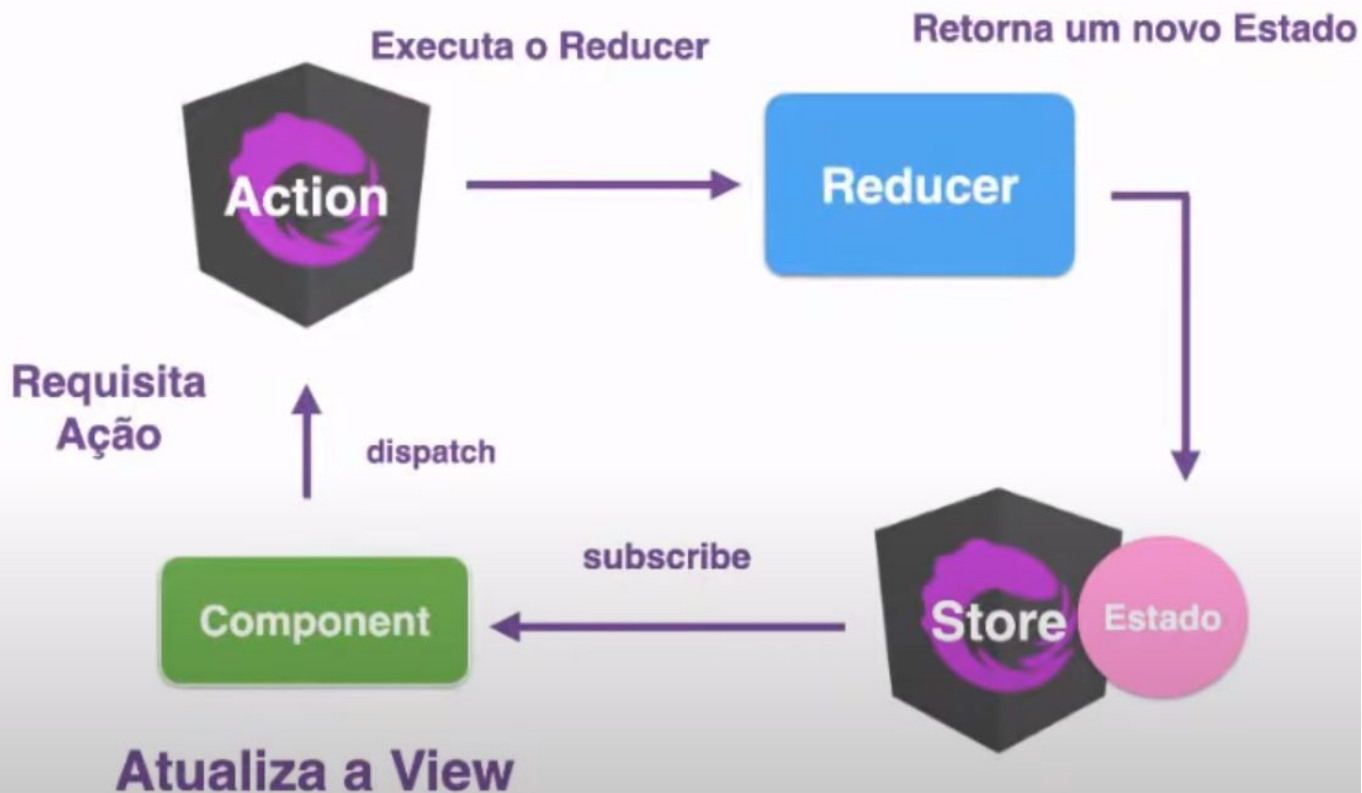 Executa o Reducer
Retorna um novo Estado
Action
Reducer
Requisita
Ação
dispatch
subscribe
Component
Store
Estado
Atualiza a View